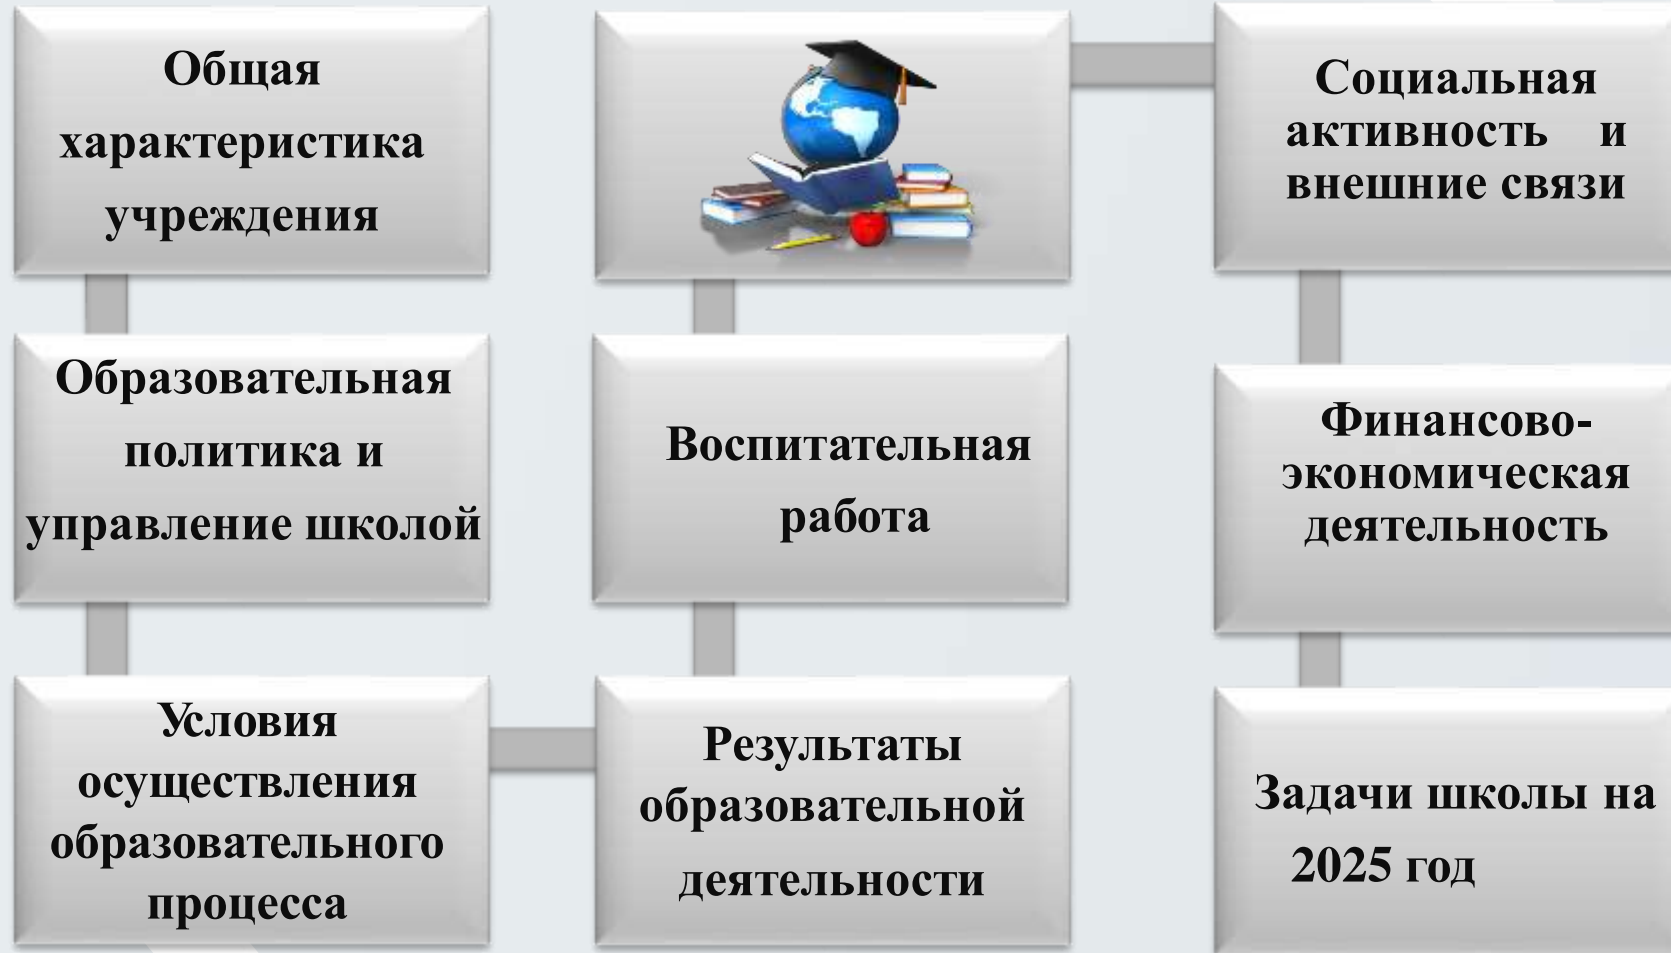 Общая
характеристика
учреждения
Образовательная
политика и
управление школой
Условия
осуществления
образовательного
процесса
Результаты
образовательной
деятельности
Воспитательная
работа
Социальная
активность и
внешние связи
Финансово-
экономическая
деятельность
Задачи школы на
2025 год